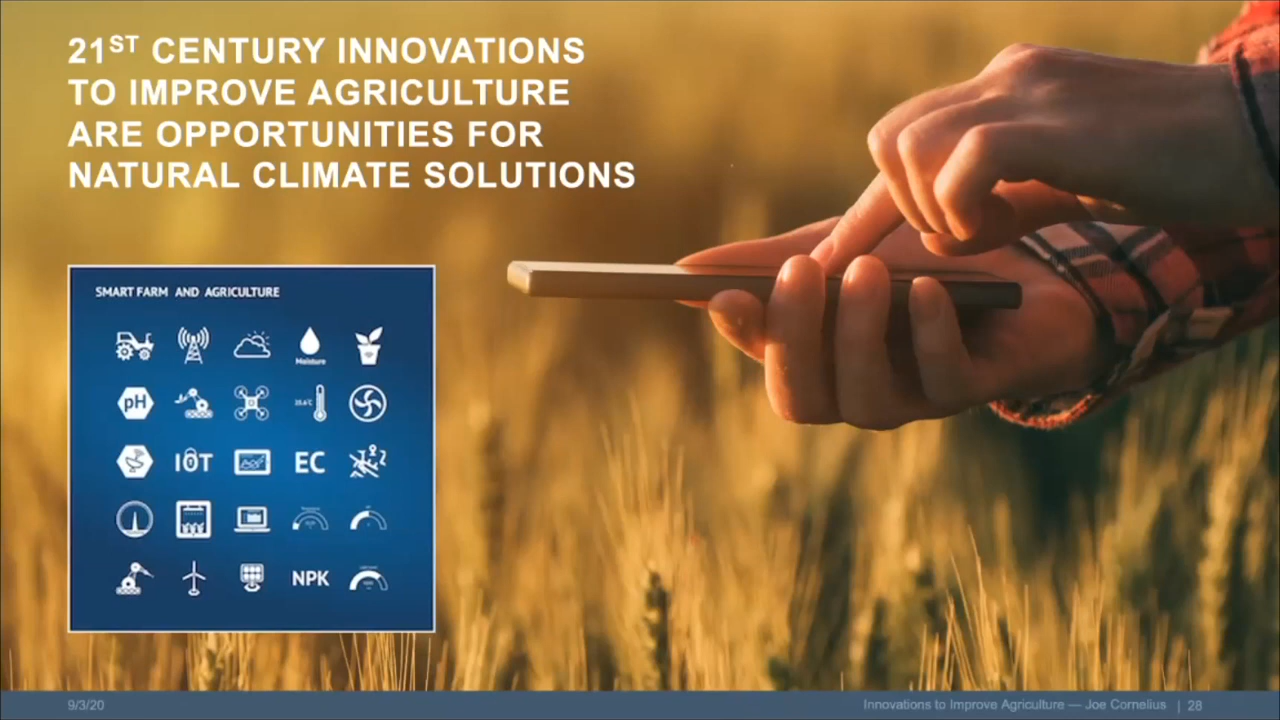 21ST CENTURY INNOVATIONS
TO IMPROVE AGRICULTURE
ARE OPPORTUNITIES FOR
NATURAL CLIMATE SOLUTIONS
SMART FARM AND AGRICULTURE
Moisture
pH
IOT
EC
NPK
9/3/20
Innovations to Improve Agriculture — Joe Cornelius | 28